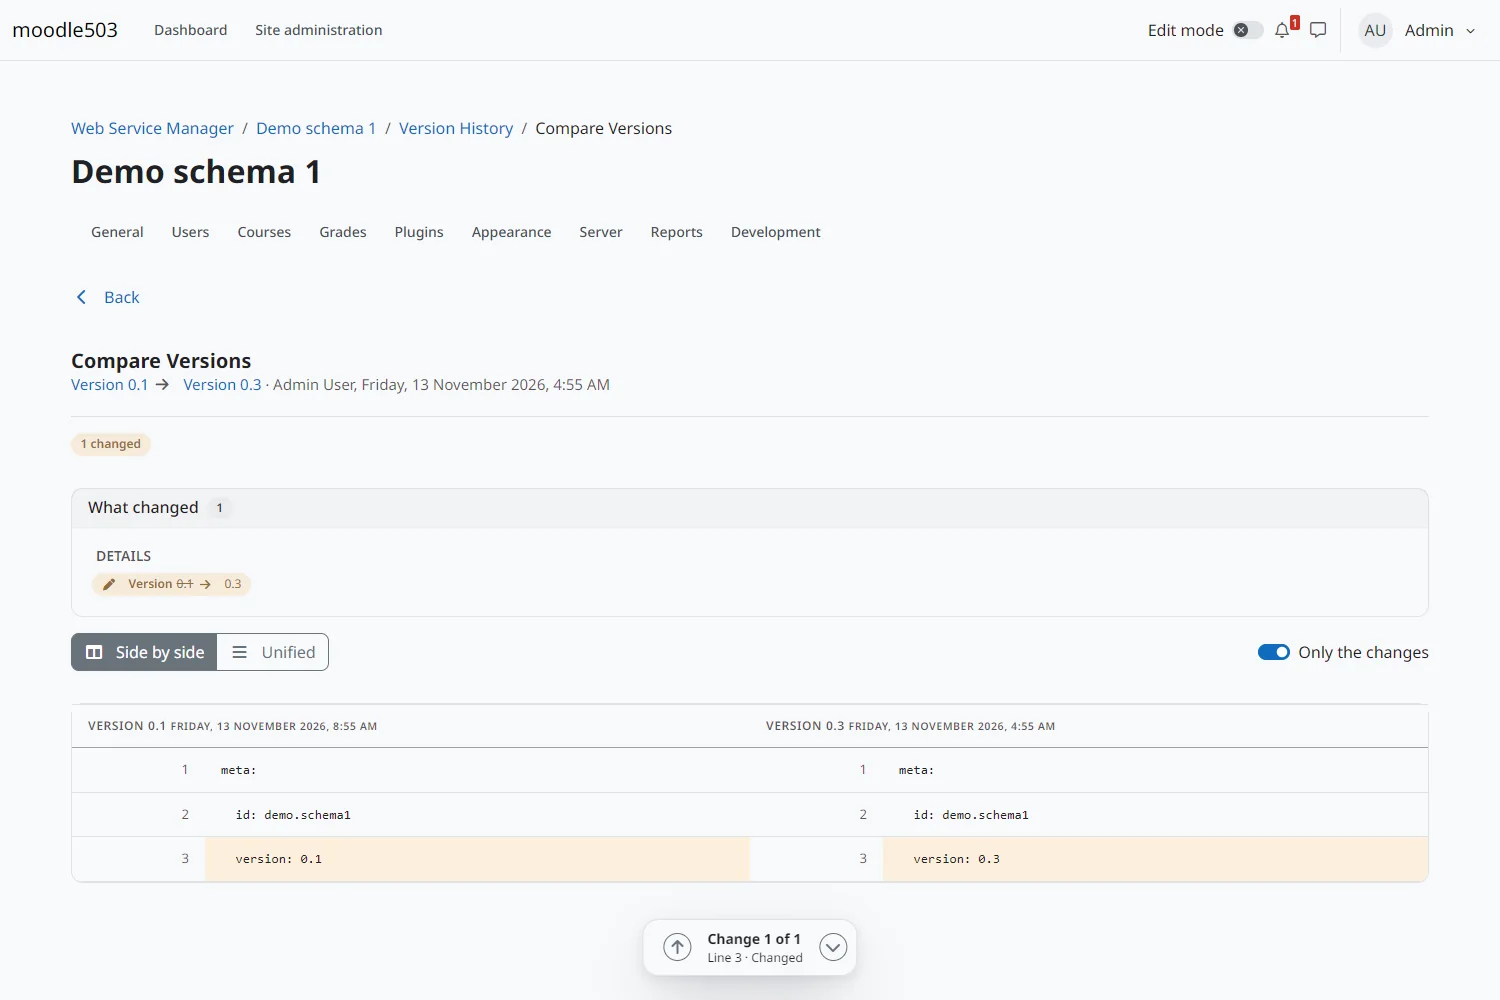 moodle503 Dashboard Site administration Edit mode 1 AU Admin
Web Service Manager / Demo schema 1 / Version History / Compare Versions
Demo schema 1
General Users Courses Grades Plugins Appearance Server Reports Development
Back
Compare Versions
Version 0.1 → Version 0.3 · Admin User, Friday, 13 November 2026, 4:55 AM
1 changed
What changed 1
DETAILS
Version 0.1 → 0.3
Side by side Unified Only the changes
VERSION 0.1 FRIDAY, 13 NOVEMBER 2026, 8:55 AM VERSION 0.3 FRIDAY, 13 NOVEMBER 2026, 4:55 AM
1 meta: 1 meta:
2 id: demo.schema1 2 id: demo.schema1
3 version: 0.1 3 version: 0.3
Change 1 of 1
Line 3 · Changed